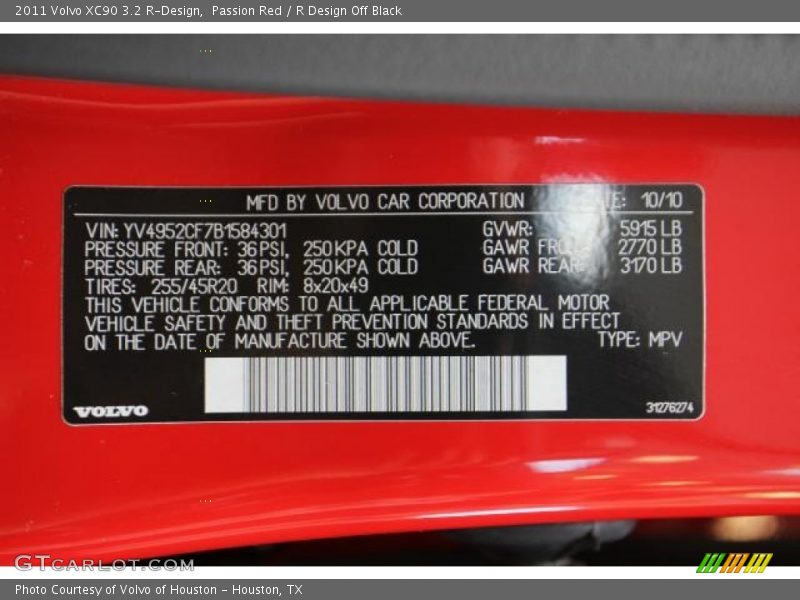 2011 Volvo XC90 3.2 R-Design,  Passion Red / R Design Off Black
MFD BY VOLVO CAR CORPORATION 10/10
VIN: YV4952CF7B1584301 GVWR: 5915 LB
PRESSURE FRONT: 36 PSI, 250 KPA COLD GAWR FRONT: 2770 LB
PRESSURE REAR: 36 PSI, 250 KPA COLD GAWR REAR: 3170 LB
TIRES: 255/45R20 RIM: 8x20x49
THIS VEHICLE CONFORMS TO ALL APPLICABLE FEDERAL MOTOR
VEHICLE SAFETY AND THEFT PREVENTION STANDARDS IN EFFECT
ON THE DATE OF MANUFACTURE SHOWN ABOVE. TYPE: MPV
VOLVO 31276274
GTCARLOT.COM
Photo Courtesy of Volvo of Houston - Houston, TX